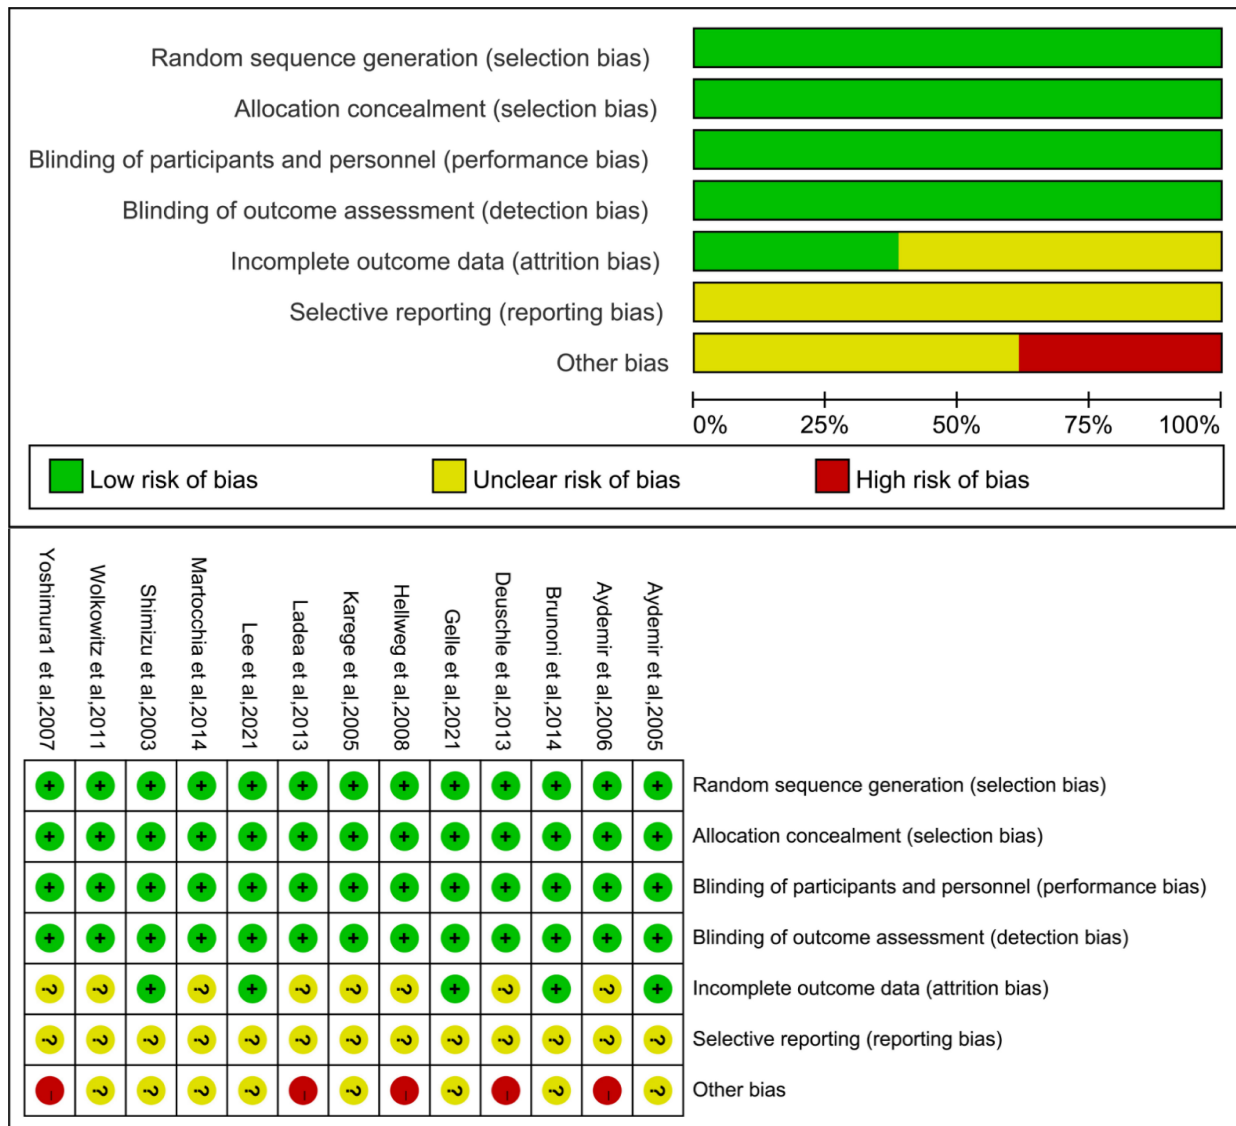 Random sequence generation (selection bias)
Allocation concealment (selection bias)
Blinding of participants and personnel (performance bias)
Blinding of outcome assessment (detection bias)
Incomplete outcome data (attrition bias)
Selective reporting (reporting bias)
Other bias
0% 25% 50% 75% 100%
Low risk of bias Unclear risk of bias High risk of bias
Yoshimura1 et al,2007
Wolkowitz et al,2011
Shimizu et al,2003
Martocchia et al,2014
Lee et al,2021
Ladea et al,2013
Karege et al,2005
Hellweg et al,2008
Gelle et al,2021
Deuschle et al,2013
Brunoni et al,2014
Aydemir et al,2006
Aydemir et al,2005
+ + + + + + + + + + + + + Random sequence generation (selection bias)
+ + + + + + + + + + + + + Allocation concealment (selection bias)
+ + + + + + + + + + + + + Blinding of participants and personnel (performance bias)
+ + + + + + + + + + + + + Blinding of outcome assessment (detection bias)
? ? + ? + ? ? ? + ? + ? + Incomplete outcome data (attrition bias)
? ? ? ? ? ? ? ? ? ? ? ? ? Selective reporting (reporting bias)
– ? ? ? ? – ? – ? – ? – ? Other bias